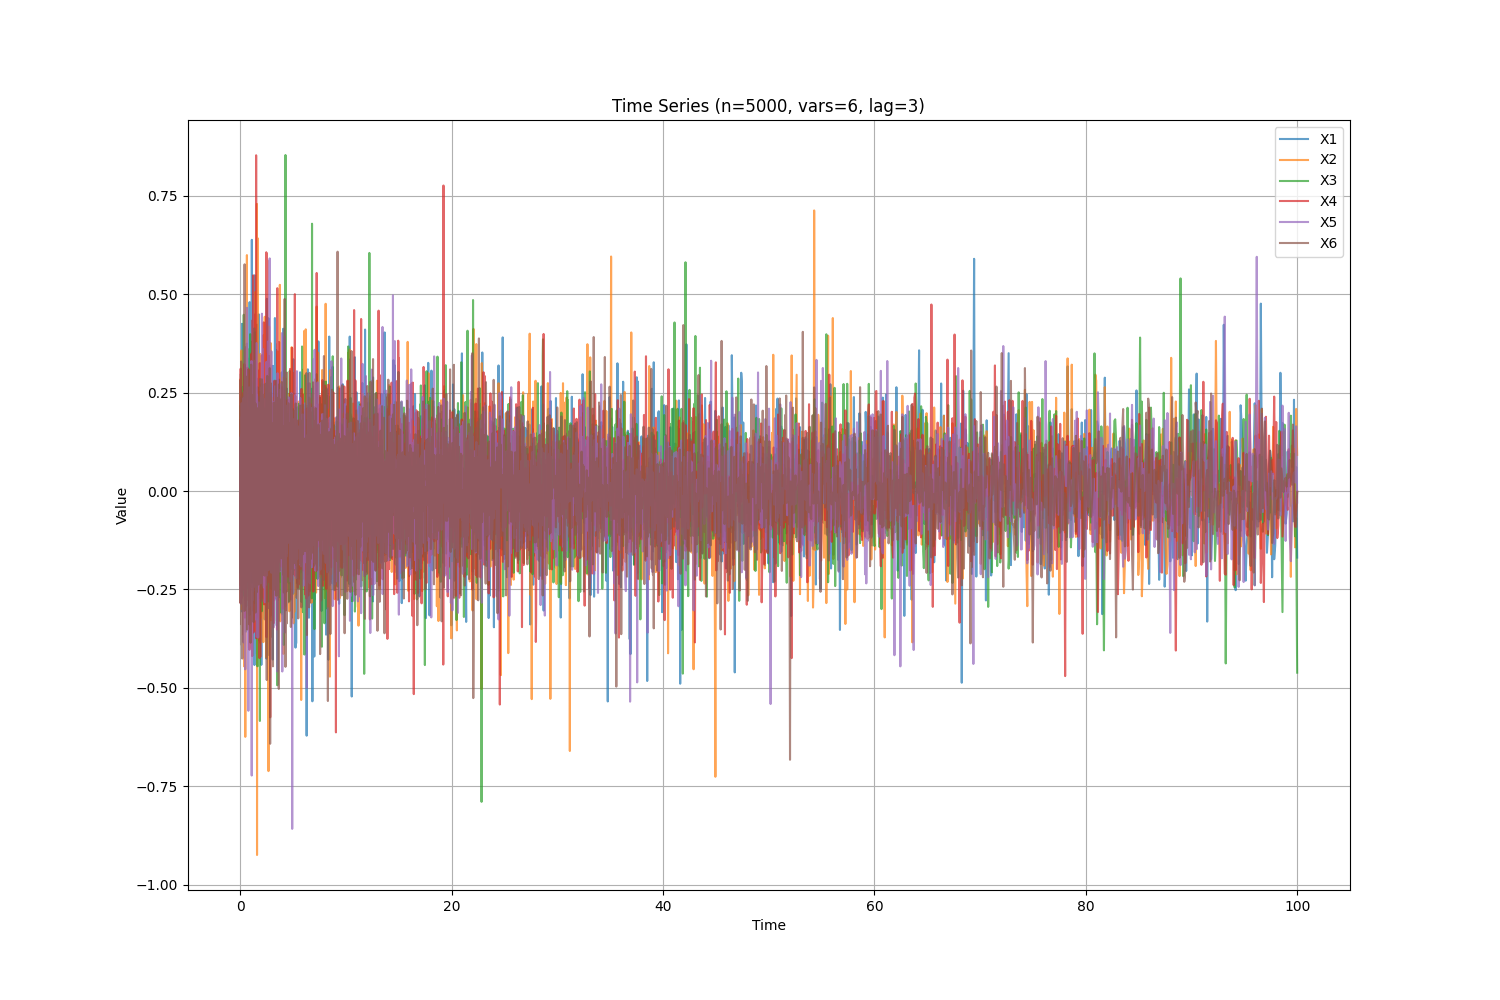 Time Series (n=5000, vars=6, lag=3)
X1
X2
X3
X4
X5
X6
Value
0.75
0.50
0.25
0.00
−0.25
−0.50
−0.75
−1.00
0 20 40 60 80 100
Time